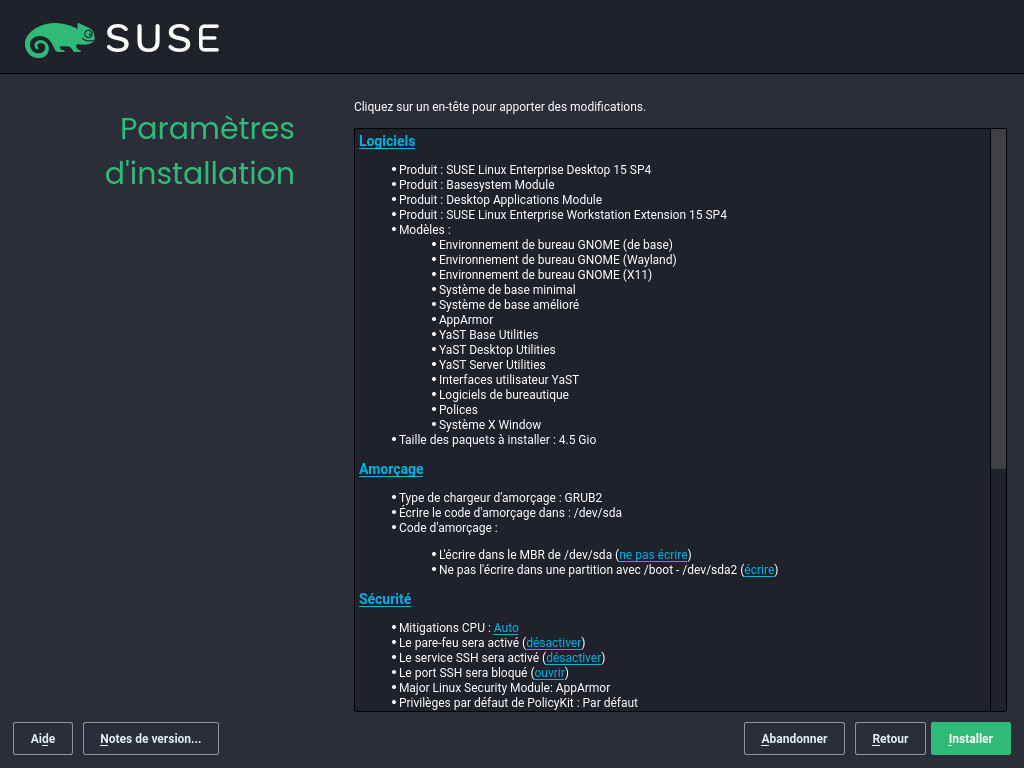 SUSE
Paramètres
d'installation
Cliquez sur un en-tête pour apporter des modifications.
Logiciels
• Produit : SUSE Linux Enterprise Desktop 15 SP4
• Produit : Basesystem Module
• Produit : Desktop Applications Module
• Produit : SUSE Linux Enterprise Workstation Extension 15 SP4
• Modèles :
• Environnement de bureau GNOME (de base)
• Environnement de bureau GNOME (Wayland)
• Environnement de bureau GNOME (X11)
• Système de base minimal
• Système de base amélioré
• AppArmor
• YaST Base Utilities
• YaST Desktop Utilities
• YaST Server Utilities
• Interfaces utilisateur YaST
• Logiciels de bureautique
• Polices
• Système X Window
• Taille des paquets à installer : 4.5 Gio
Amorçage
• Type de chargeur d'amorçage : GRUB2
• Écrire le code d'amorçage dans : /dev/sda
• Code d'amorçage :
• L'écrire dans le MBR de /dev/sda (ne pas écrire)
• Ne pas l'écrire dans une partition avec /boot - /dev/sda2 (écrire)
Sécurité
• Mitigations CPU : Auto
• Le pare-feu sera activé (désactiver)
• Le service SSH sera activé (désactiver)
• Le port SSH sera bloqué (ouvrir)
• Major Linux Security Module: AppArmor
• Privilèges par défaut de PolicyKit : Par défaut
Aide
Notes de version...
Abandonner
Retour
Installer